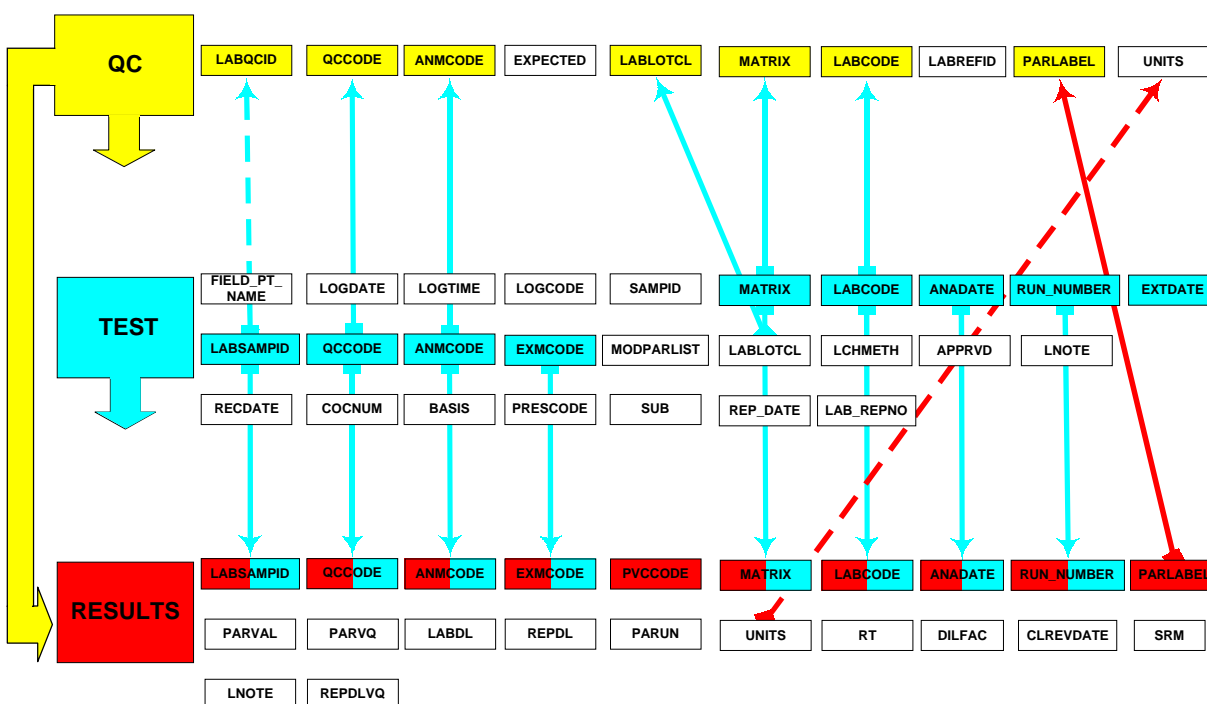 QC
LABQCID QCCODE ANMCODE EXPECTED LABLOTCL MATRIX LABCODE LABREFID PARLABEL UNITS
TEST
FIELD_PT_
NAME
LOGDATE LOGTIME LOGCODE SAMPID MATRIX LABCODE ANADATE RUN_NUMBER EXTDATE
LABSAMPID QCCODE ANMCODE EXMCODE MODPARLIST LABLOTCL LCHMETH APPRVD LNOTE
RECDATE COCNUM BASIS PRESCODE SUB REP_DATE LAB_REPNO
RESULTS
LABSAMPID QCCODE ANMCODE EXMCODE PVCCODE MATRIX LABCODE ANADATE RUN_NUMBER PARLABEL
PARVAL PARVQ LABDL REPDL PARUN UNITS RT DILFAC CLREVDATE SRM
LNOTE REPDLVQ